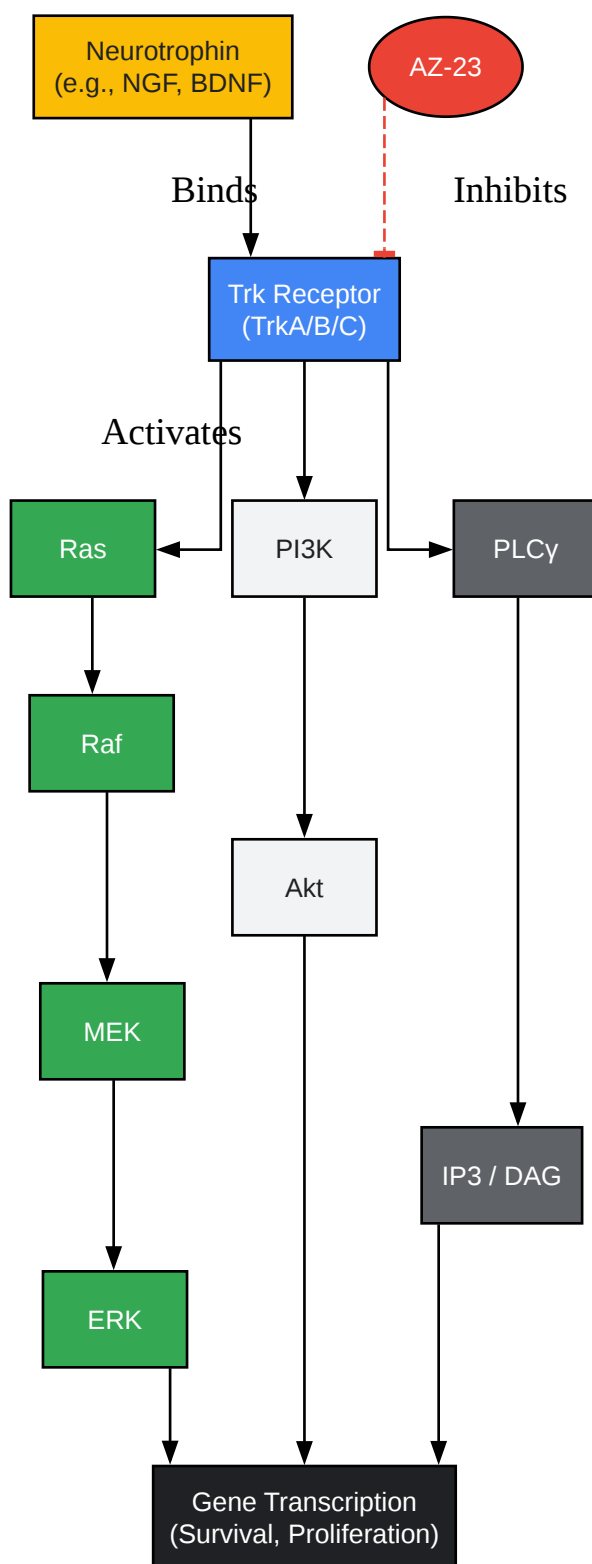 Neurotrophin
(e.g., NGF, BDNF)
AZ-23
Binds
Inhibits
Trk Receptor
(TrkA/B/C)
Activates
Ras
PI3K
PLCγ
Raf
Akt
MEK
IP3 / DAG
ERK
Gene Transcription
(Survival, Proliferation)